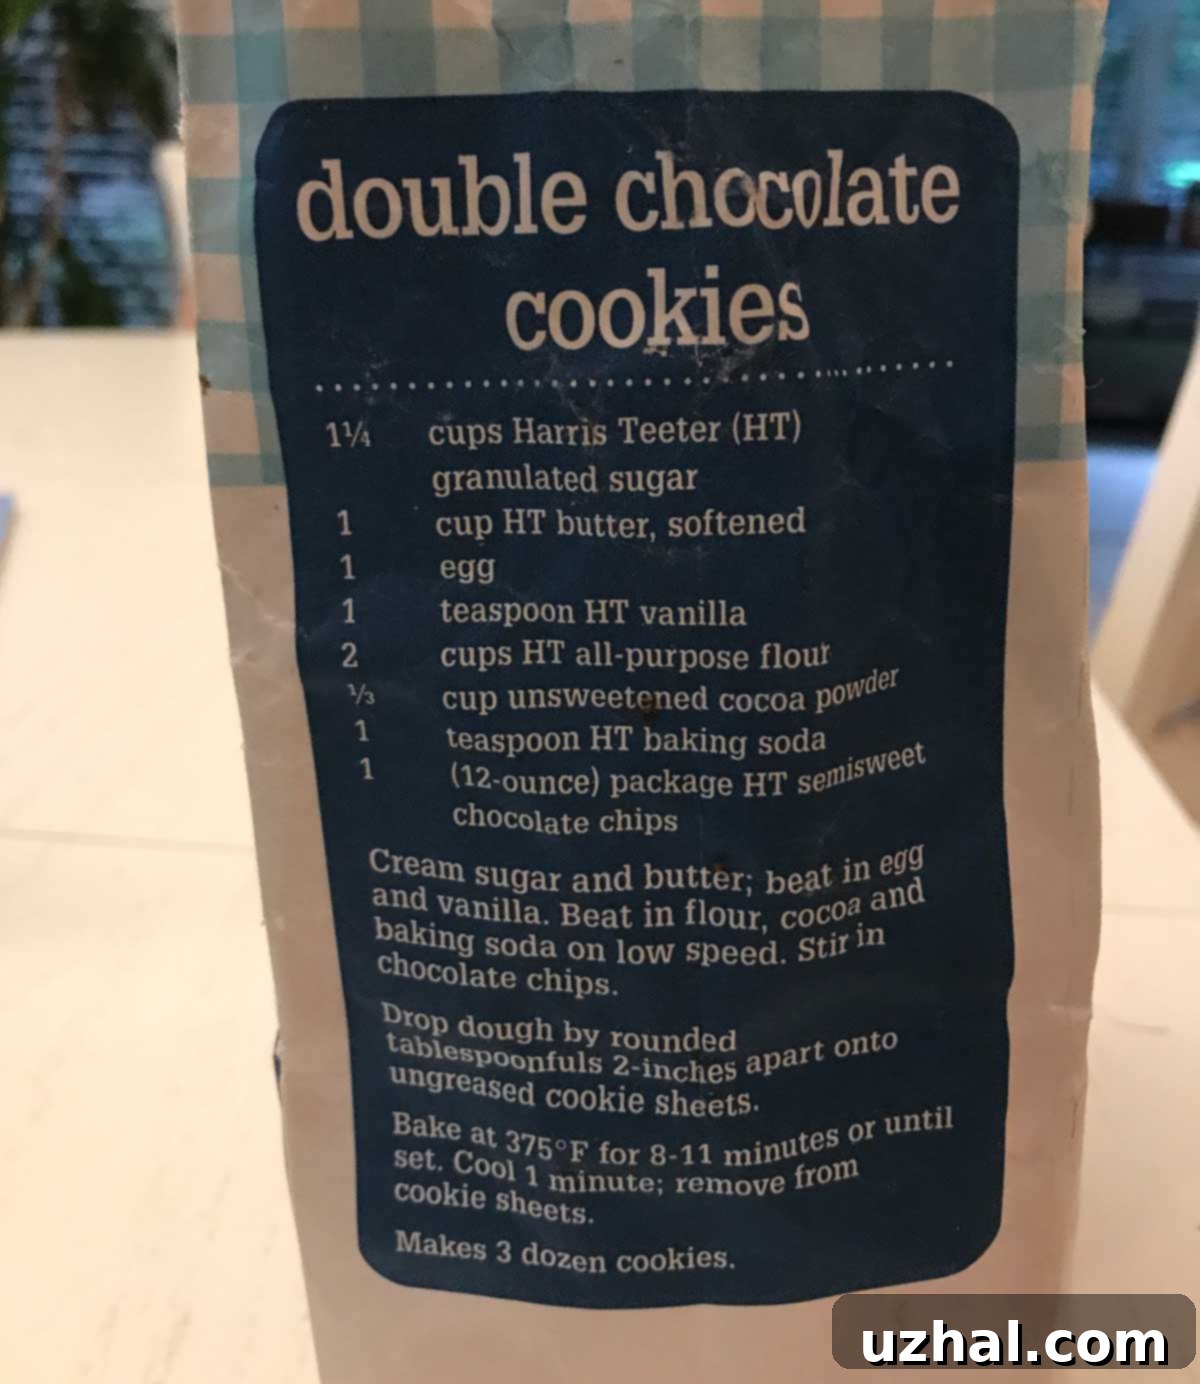 double chocolate
cookies
1¼ cups Harris Teeter (HT)
granulated sugar
1 cup HT butter, softened
1 egg
1 teaspoon HT vanilla
2 cups HT all-purpose flour
⅓ cup unsweetened cocoa powder
1 teaspoon HT baking soda
1 (12-ounce) package HT semisweet
chocolate chips
Cream sugar and butter; beat in egg
and vanilla. Beat in flour, cocoa and
baking soda on low speed. Stir in
chocolate chips.
Drop dough by rounded
tablespoonfuls 2-inches apart onto
ungreased cookie sheets.
Bake at 375°F for 8-11 minutes or until
set. Cool 1 minute; remove from
cookie sheets.
Makes 3 dozen cookies.
uzhal.com